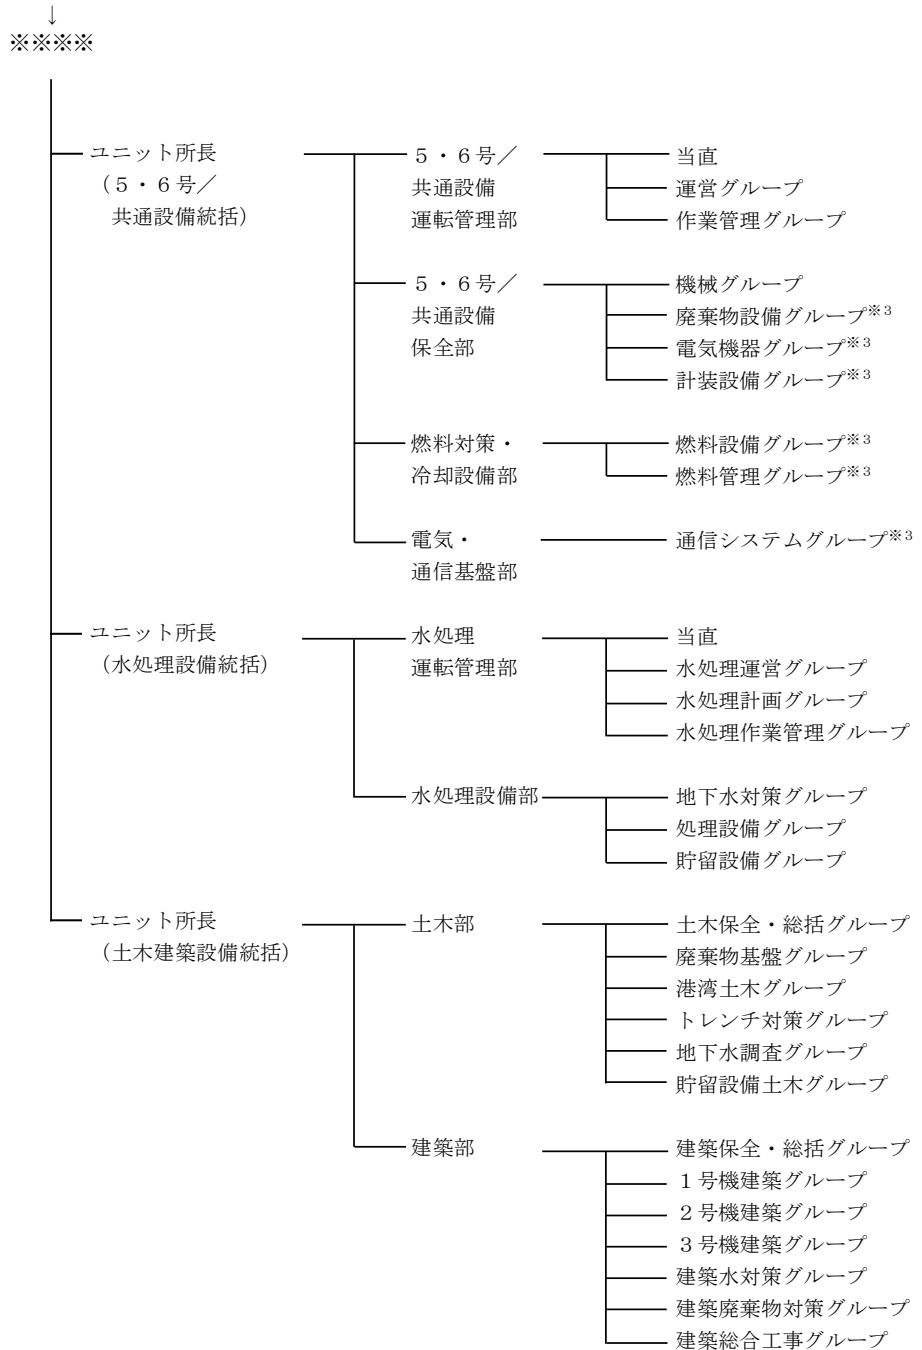 ↓
※※※※
ユニット所長
（５・６号／
共通設備統括）
５・６号／
共通設備
運転管理部
当直
運営グループ
作業管理グループ
５・６号／
共通設備
保全部
機械グループ
廃棄物設備グループ※3
電気機器グループ※3
計装設備グループ※3
燃料対策・
冷却設備部
燃料設備グループ※3
燃料管理グループ※3
電気・
通信基盤部
通信システムグループ※3
ユニット所長
（水処理設備統括）
水処理
運転管理部
当直
水処理運営グループ
水処理計画グループ
水処理作業管理グループ
水処理設備部
地下水対策グループ
処理設備グループ
貯留設備グループ
ユニット所長
（土木建築設備統括）
土木部
土木保全・総括グループ
廃棄物基盤グループ
港湾土木グループ
トレンチ対策グループ
地下水調査グループ
貯留設備土木グループ
建築部
建築保全・総括グループ
１号機建築グループ
２号機建築グループ
３号機建築グループ
建築水対策グループ
建築廃棄物対策グループ
建築総合工事グループ